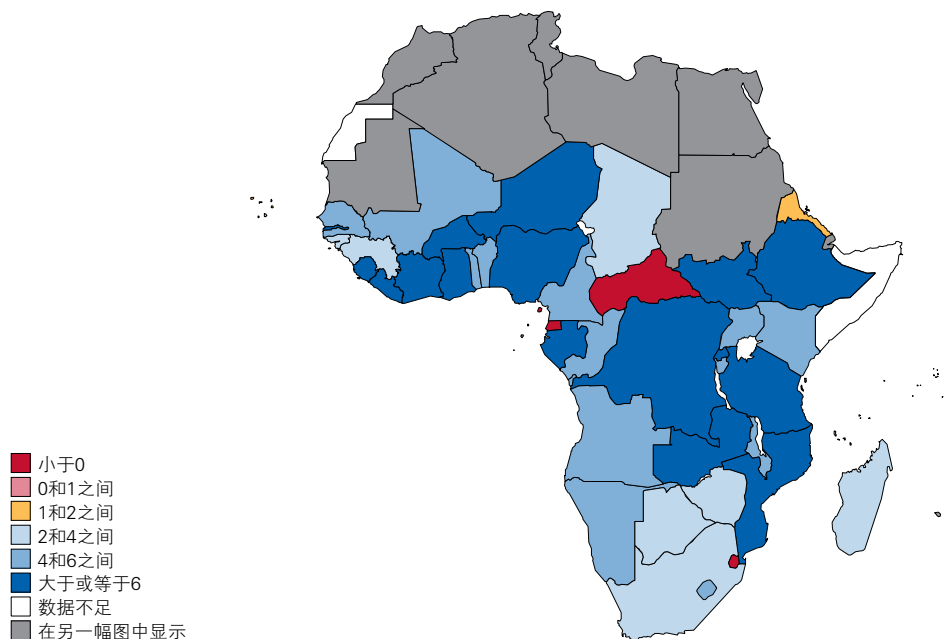 小于0
0和1之间
1和2之间
2和4之间
4和6之间
大于或等于6
数据不足
在另一幅图中显示